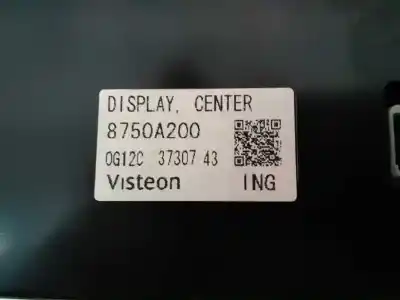 DISPLAY, CENTER
8750A200
0G12C 37307 43
Visteon ING